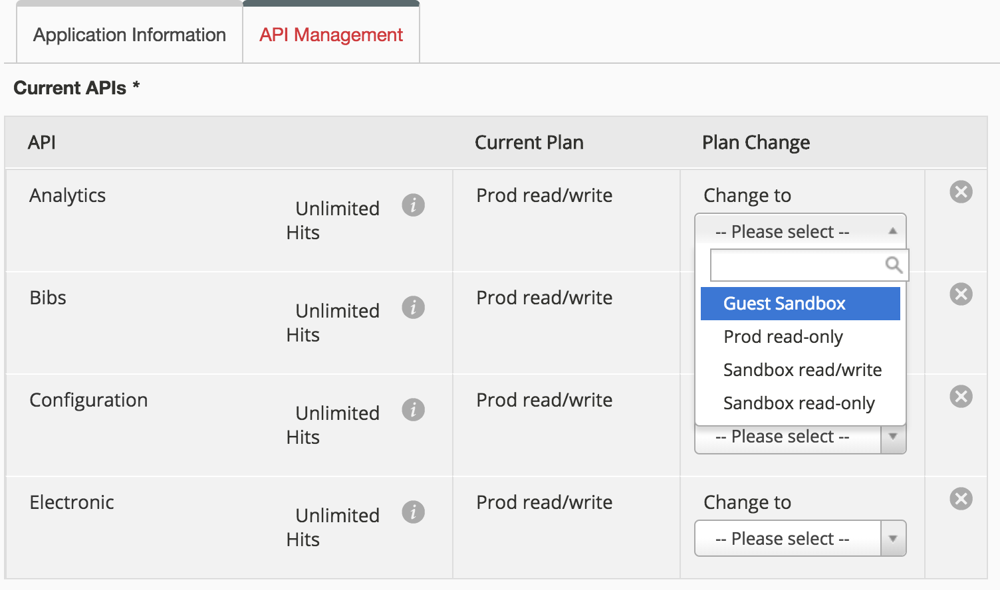 Application Information
API Management
Current APIs *
API
Current Plan
Plan Change
Analytics
Unlimited
Hits
Prod read/write
Change to
-- Please select --
Guest Sandbox
Prod read-only
Sandbox read/write
Sandbox read-only
Bibs
Unlimited
Hits
Prod read/write
Configuration
Unlimited
Hits
Prod read/write
-- Please select --
Electronic
Unlimited
Hits
Prod read/write
Change to
-- Please select --